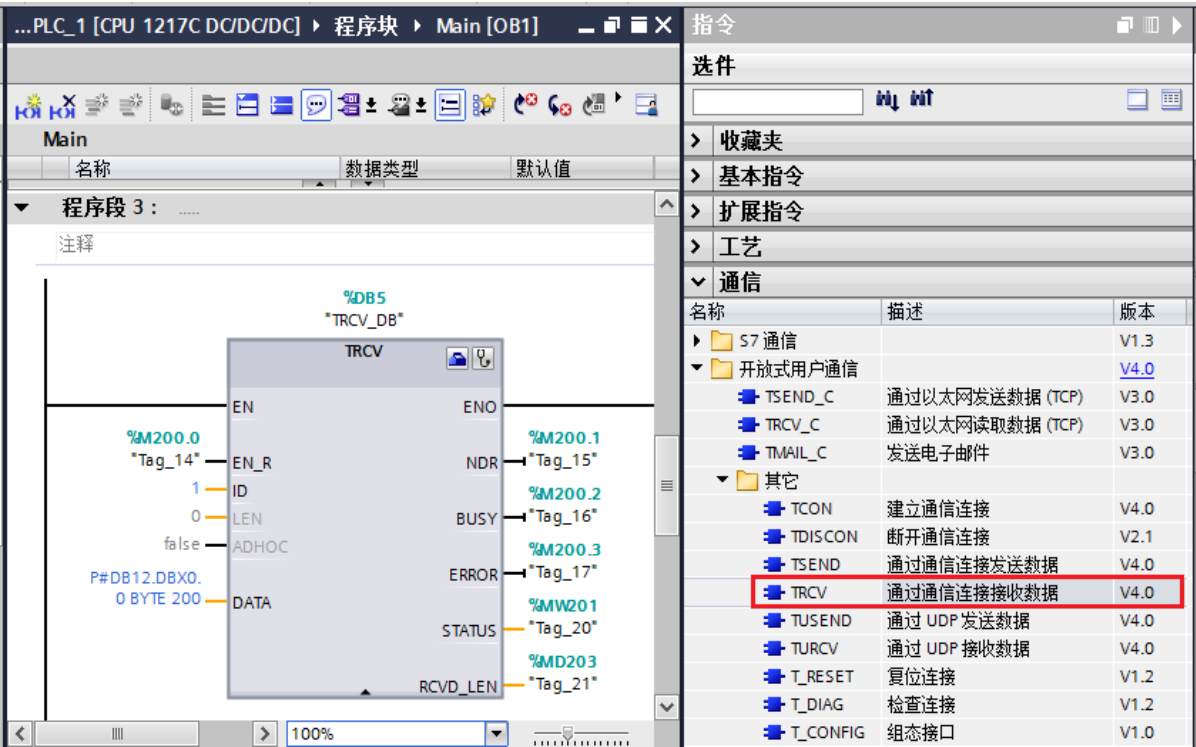 ...PLC_1 [CPU 1217C DC/DC/DC] ▸ 程序块 ▸ Main [OB1]
Main
名称 数据类型 默认值
程序段 3： .....
注释
%DB5
"TRCV_DB"
TRCV
EN ENO
%M200.0 %M200.1
"Tag_14" EN_R NDR "Tag_15"
1 ID %M200.2
0 LEN BUSY "Tag_16"
false ADHOC %M200.3
P#DB12.DBX0. ERROR "Tag_17"
0 BYTE 200 DATA %MW201
STATUS "Tag_20"
%MD203
RCVD_LEN "Tag_21"
100%
指令
选件
收藏夹
基本指令
扩展指令
工艺
通信
名称 描述 版本
S7 通信 V1.3
开放式用户通信 V4.0
TSEND_C 通过以太网发送数据 (TCP) V3.0
TRCV_C 通过以太网读取数据 (TCP) V3.0
TMAIL_C 发送电子邮件 V3.0
其它
TCON 建立通信连接 V4.0
TDISCON 断开通信连接 V2.1
TSEND 通过通信连接发送数据 V4.0
TRCV 通过通信连接接收数据 V4.0
TUSEND 通过 UDP 发送数据 V4.0
TURCV 通过 UDP 接收数据 V4.0
T_RESET 复位连接 V1.2
T_DIAG 检查连接 V1.2
T_CONFIG 组态接口 V1.0